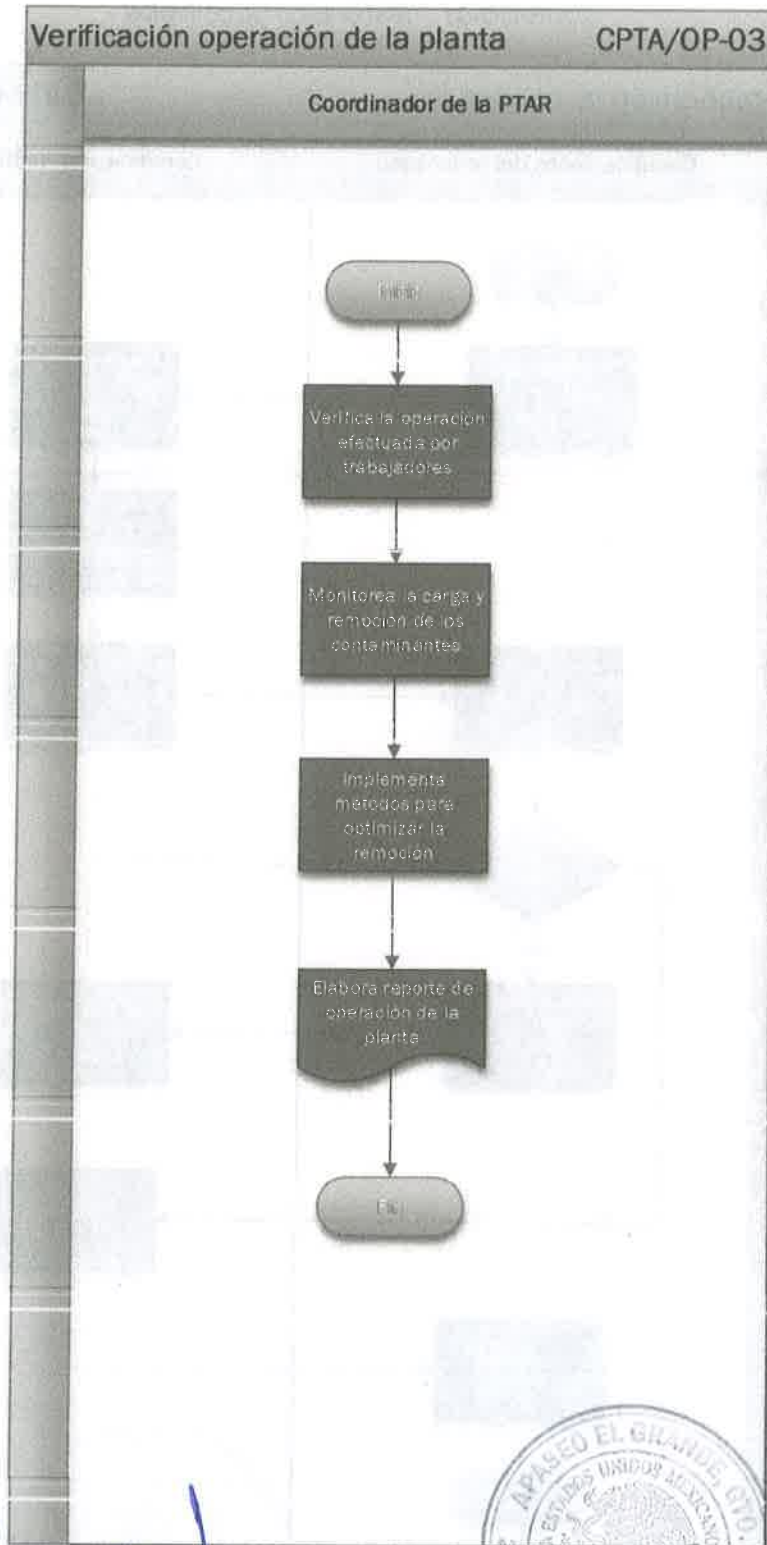 Verificación operación de la planta CPTA/OP-03
Coordinador de la PTAR
Inicio
Verifica la operación
efectuada por
trabajadores
Monitorea la carga y
remoción de los
contaminantes
Implementa
metodos para
optimizar la
remoción
Elabora reporte de
operación de la
planta
Fin
APASEO EL GRANDE, GTO.
ESTADOS UNIDOS MEXICANOS